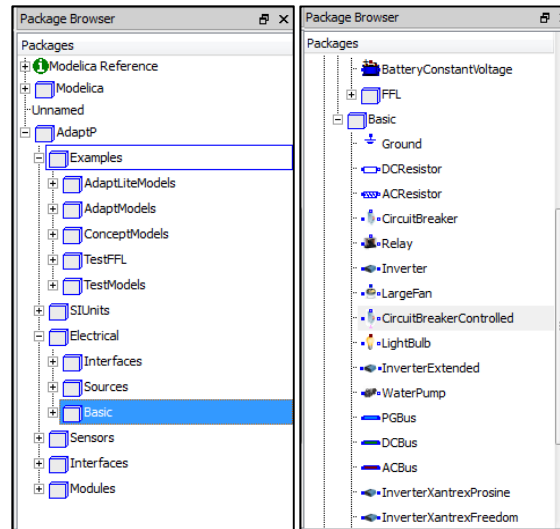 Package Browser
Packages
Modelica Reference
Modelica
Unnamed
AdaptP
Examples
AdaptLiteModels
AdaptModels
ConceptModels
TestFFL
TestModels
SIUnits
Electrical
Interfaces
Sources
Basic
Sensors
Interfaces
Modules
Package Browser
Packages
BatteryConstantVoltage
FFL
Basic
Ground
DCResistor
ACResistor
CircuitBreaker
Relay
Inverter
LargeFan
CircuitBreakerControlled
LightBulb
InverterExtended
WaterPump
PGBus
DCBus
ACBus
InverterXantrexProsine
InverterXantrexFreedom